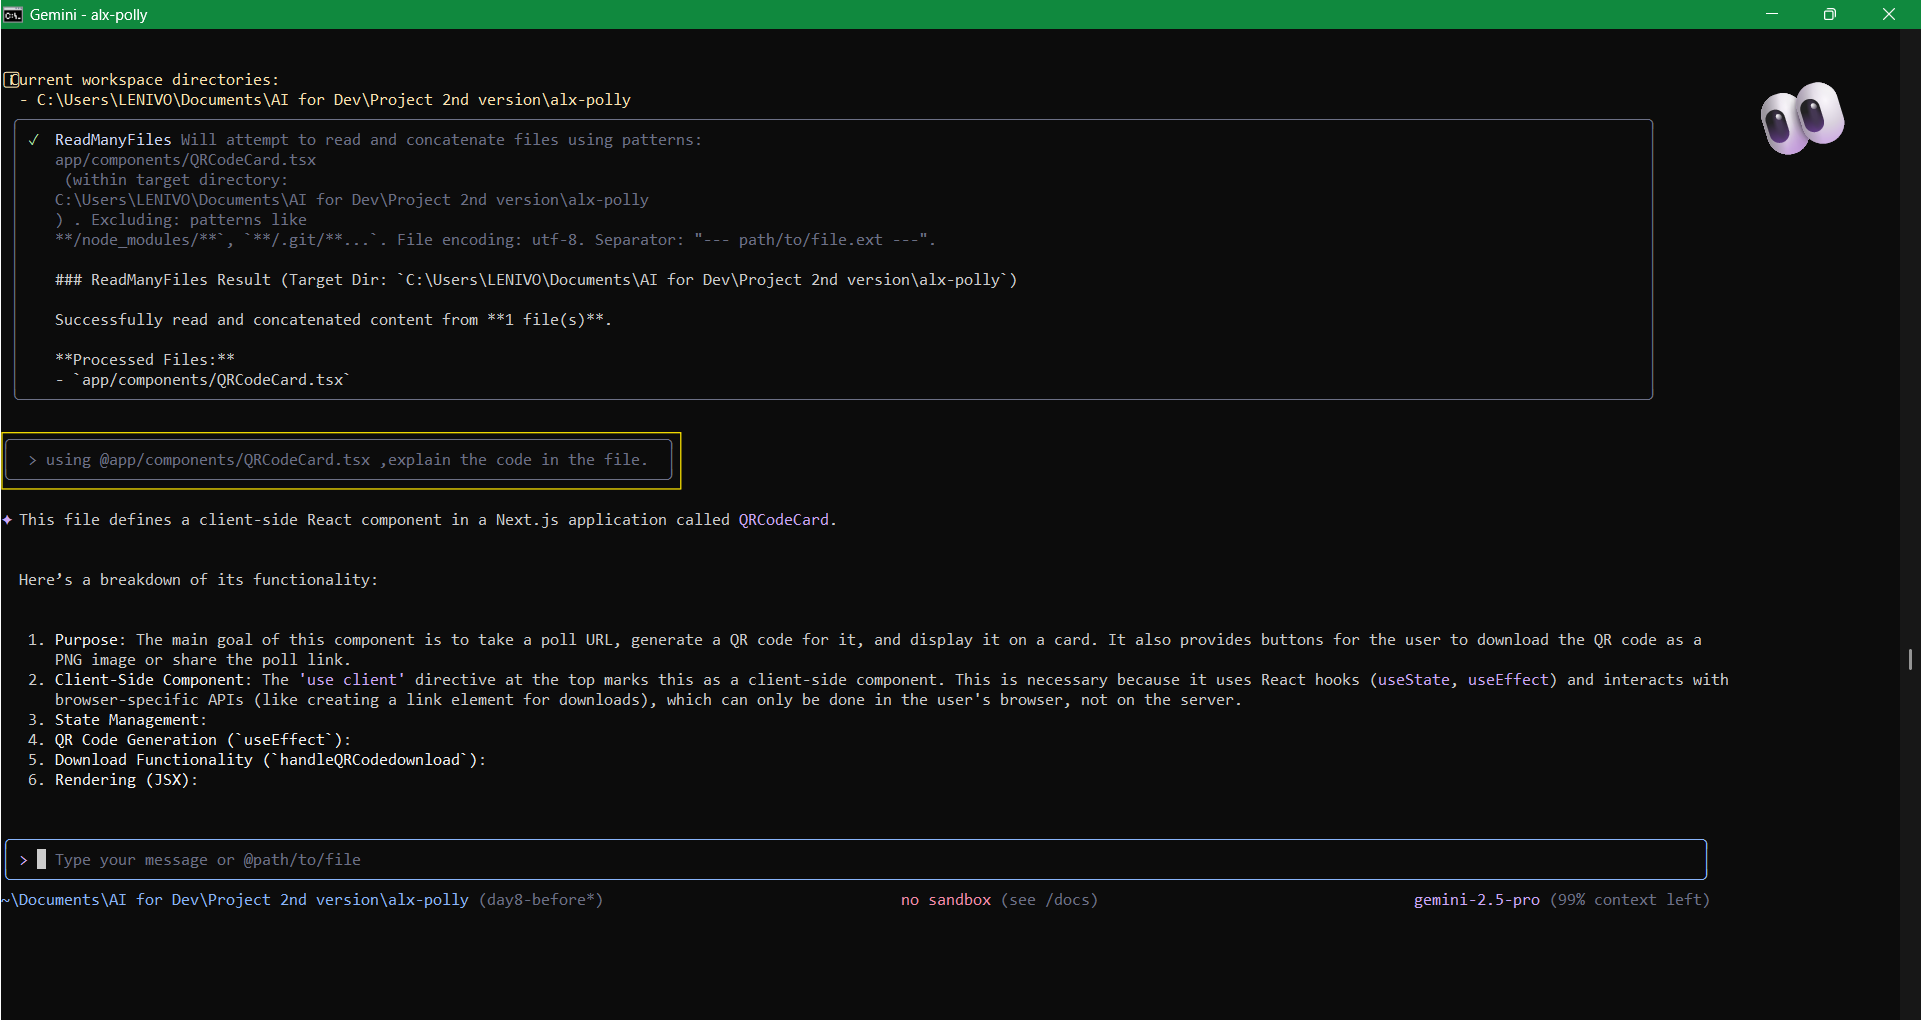 Gemini - alx-polly
Current workspace directories:
- C:\Users\LENIVO\Documents\AI for Dev\Project 2nd version\alx-polly
✓ ReadManyFiles Will attempt to read and concatenate files using patterns:
app/components/QRCodeCard.tsx
(within target directory:
C:\Users\LENIVO\Documents\AI for Dev\Project 2nd version\alx-polly
) . Excluding: patterns like
**/node_modules/**`, `**/.git/**...`. File encoding: utf-8. Separator: "--- path/to/file.ext ---".
### ReadManyFiles Result (Target Dir: `C:\Users\LENIVO\Documents\AI for Dev\Project 2nd version\alx-polly`)
Successfully read and concatenated content from **1 file(s)**.
**Processed Files:**
- `app/components/QRCodeCard.tsx`
> using @app/components/QRCodeCard.tsx ,explain the code in the file.
✦ This file defines a client-side React component in a Next.js application called QRCodeCard.
Here’s a breakdown of its functionality:
1. Purpose: The main goal of this component is to take a poll URL, generate a QR code for it, and display it on a card. It also provides buttons for the user to download the QR code as a
PNG image or share the poll link.
2. Client-Side Component: The 'use client' directive at the top marks this as a client-side component. This is necessary because it uses React hooks (useState, useEffect) and interacts with
browser-specific APIs (like creating a link element for downloads), which can only be done in the user's browser, not on the server.
3. State Management:
4. QR Code Generation (`useEffect`):
5. Download Functionality (`handleQRCodedownload`):
6. Rendering (JSX):
> Type your message or @path/to/file
~\Documents\AI for Dev\Project 2nd version\alx-polly (day8-before*) no sandbox (see /docs) gemini-2.5-pro (99% context left)